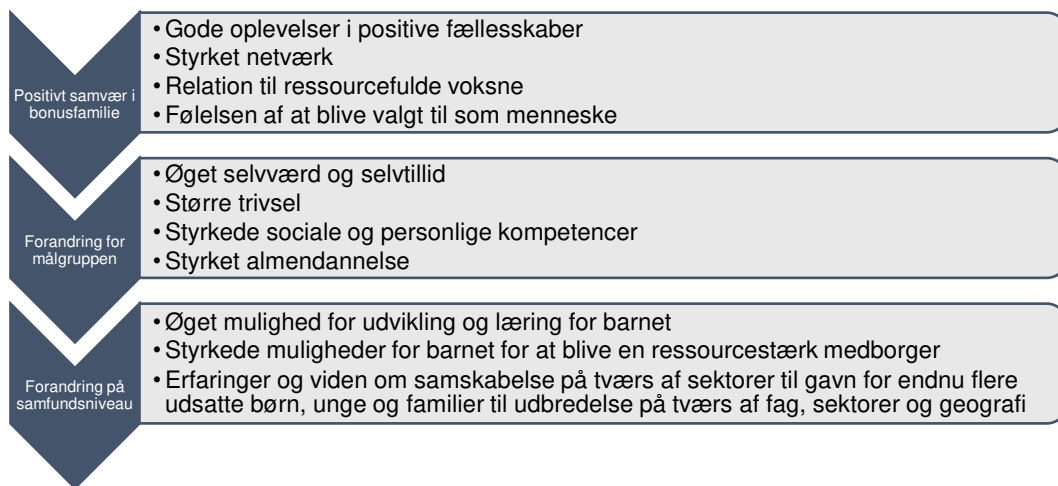 Positivt samvær i
bonusfamilie
• Gode oplevelser i positive fællesskaber
• Styrket netværk
• Relation til ressourcefulde voksne
• Følelsen af at blive valgt til som menneske
Forandring for
målgruppen
• Øget selvværd og selvtillid
• Større trivsel
• Styrkede sociale og personlige kompetencer
• Styrket almendannelse
Forandring på
samfundsniveau
• Øget mulighed for udvikling og læring for barnet
• Styrkede muligheder for barnet for at blive en ressourcestærk medborger
• Erfaringer og viden om samskabelse på tværs af sektorer til gavn for endnu flere
udsatte børn, unge og familier til udbredelse på tværs af fag, sektorer og geografi